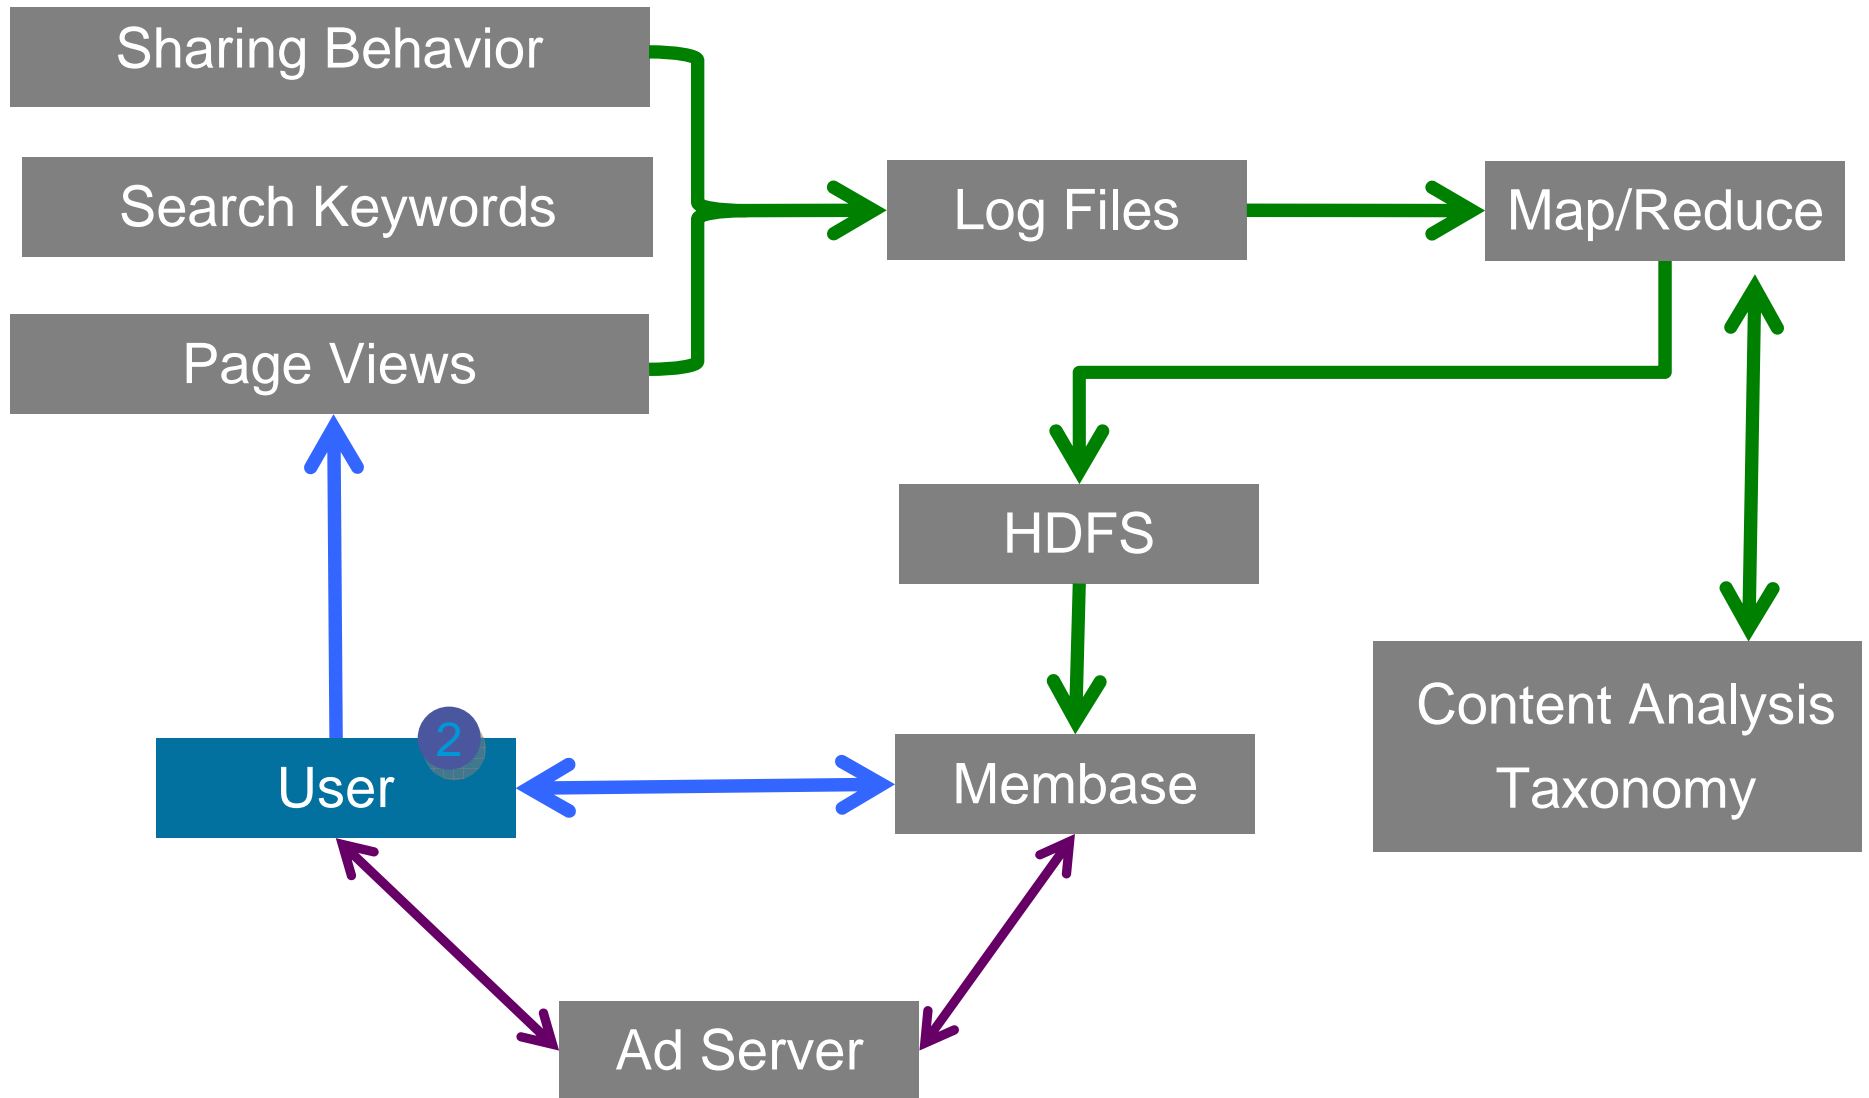 Sharing Behavior
Search Keywords
Log Files
Map/Reduce
Page Views
HDFS
Content Analysis
Taxonomy
2
User
Membase
Ad Server